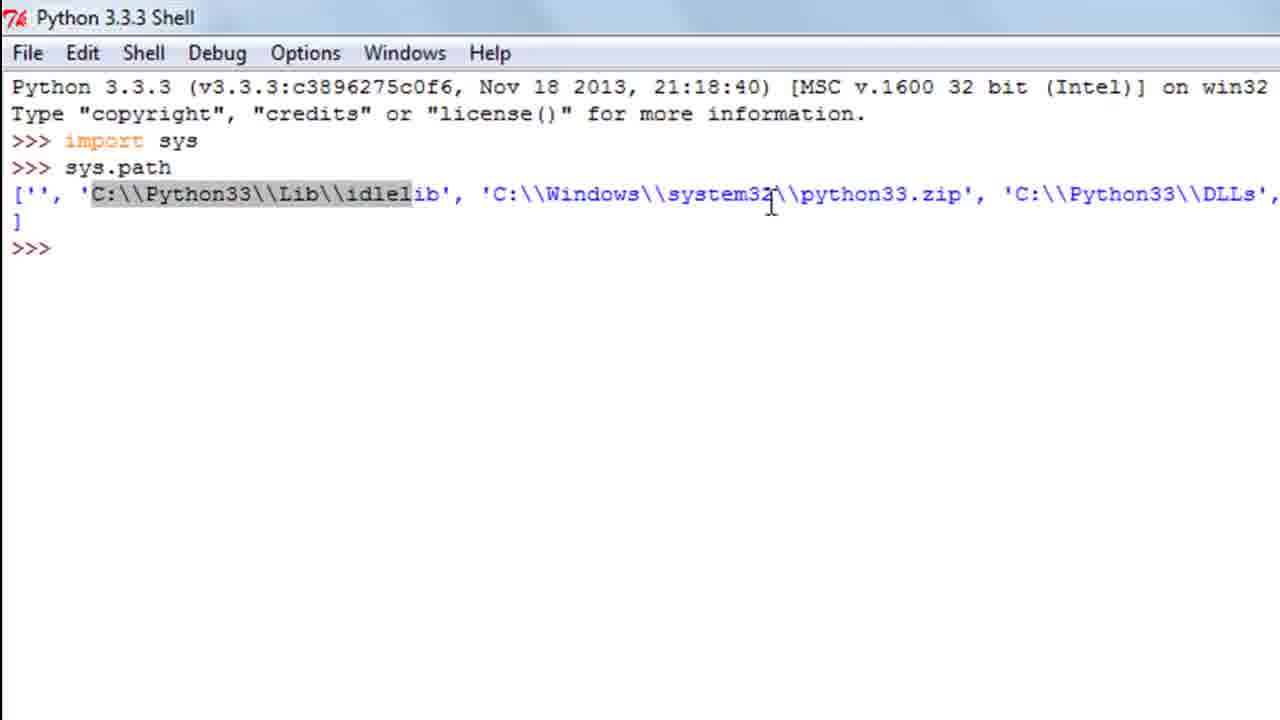 Python 3.3.3 Shell
File Edit Shell Debug Options Windows Help
Python 3.3.3 (v3.3.3:c3896275c0f6, Nov 18 2013, 21:18:40) [MSC v.1600 32 bit (Intel)] on win32
Type "copyright", "credits" or "license()" for more information.
>>> import sys
>>> sys.path
['', 'C:\\Python33\\Lib\\idlelib', 'C:\\Windows\\system32\\python33.zip', 'C:\\Python33\\DLLs',
]
>>>